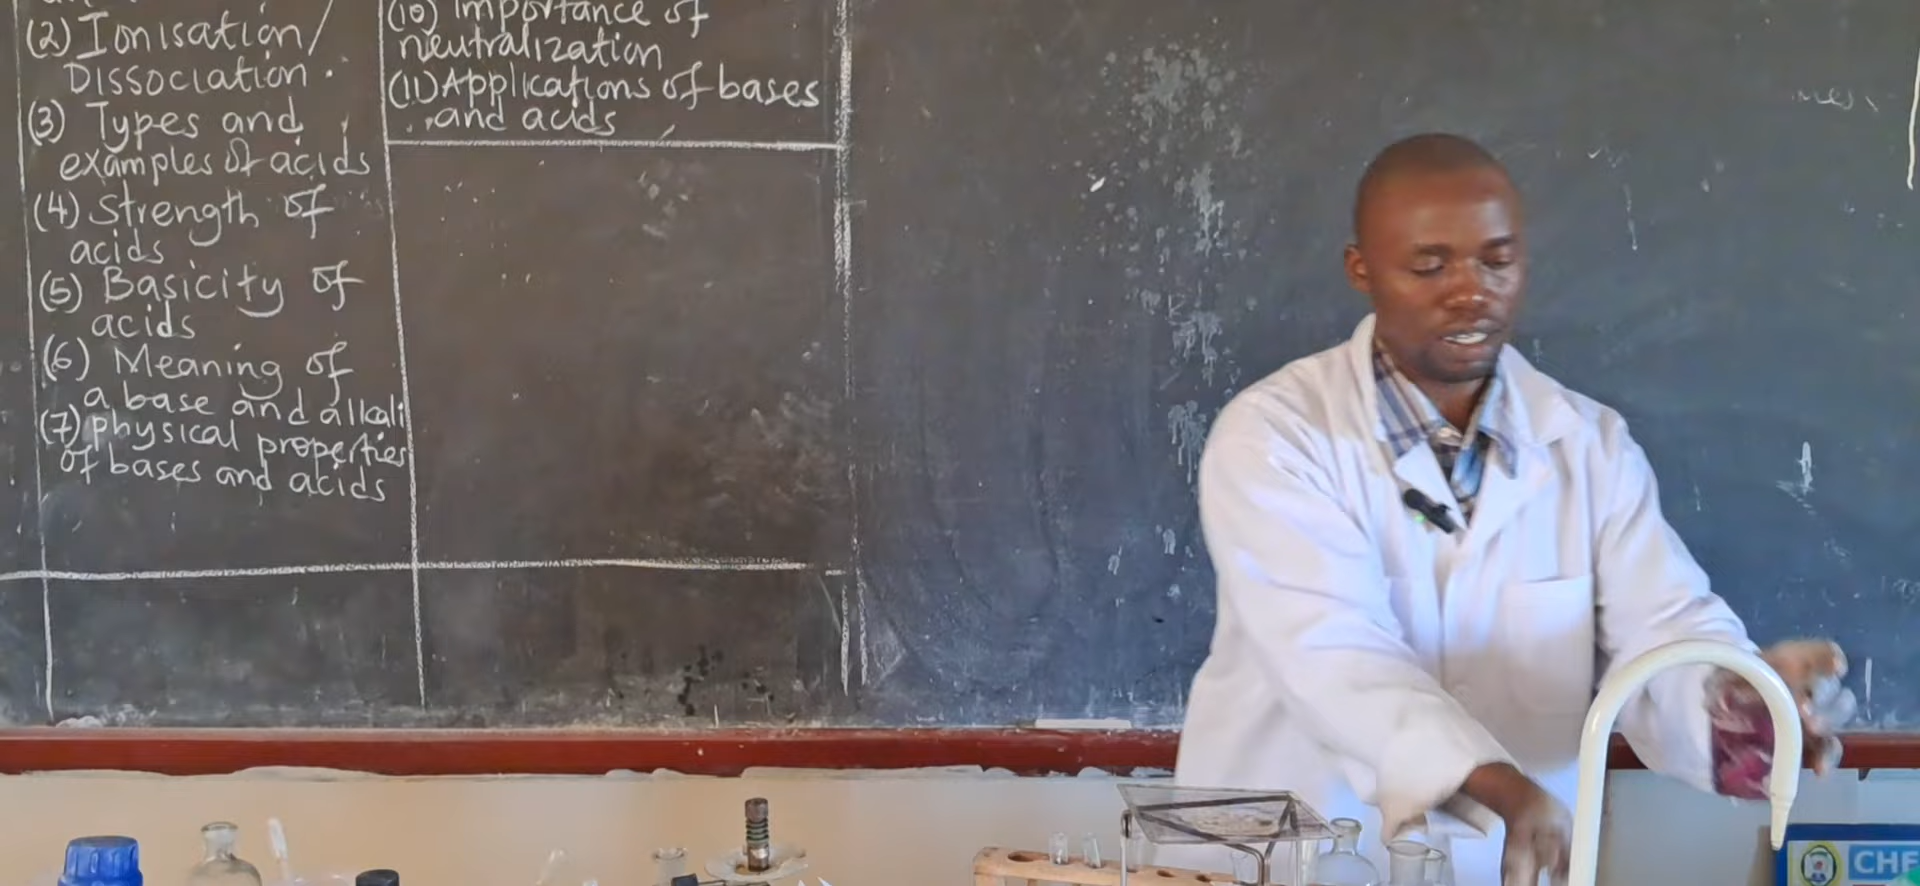 (2) Ionisation/
Dissociation.
(3) Types and
examples of acids
(4) Strength of
acids
(5) Basicity of
acids
(6) Meaning of
a base and alkali
(7) physical properties
of bases and acids
(10) Importance of
neutralization
(11) Applications of bases
and acids
CHE